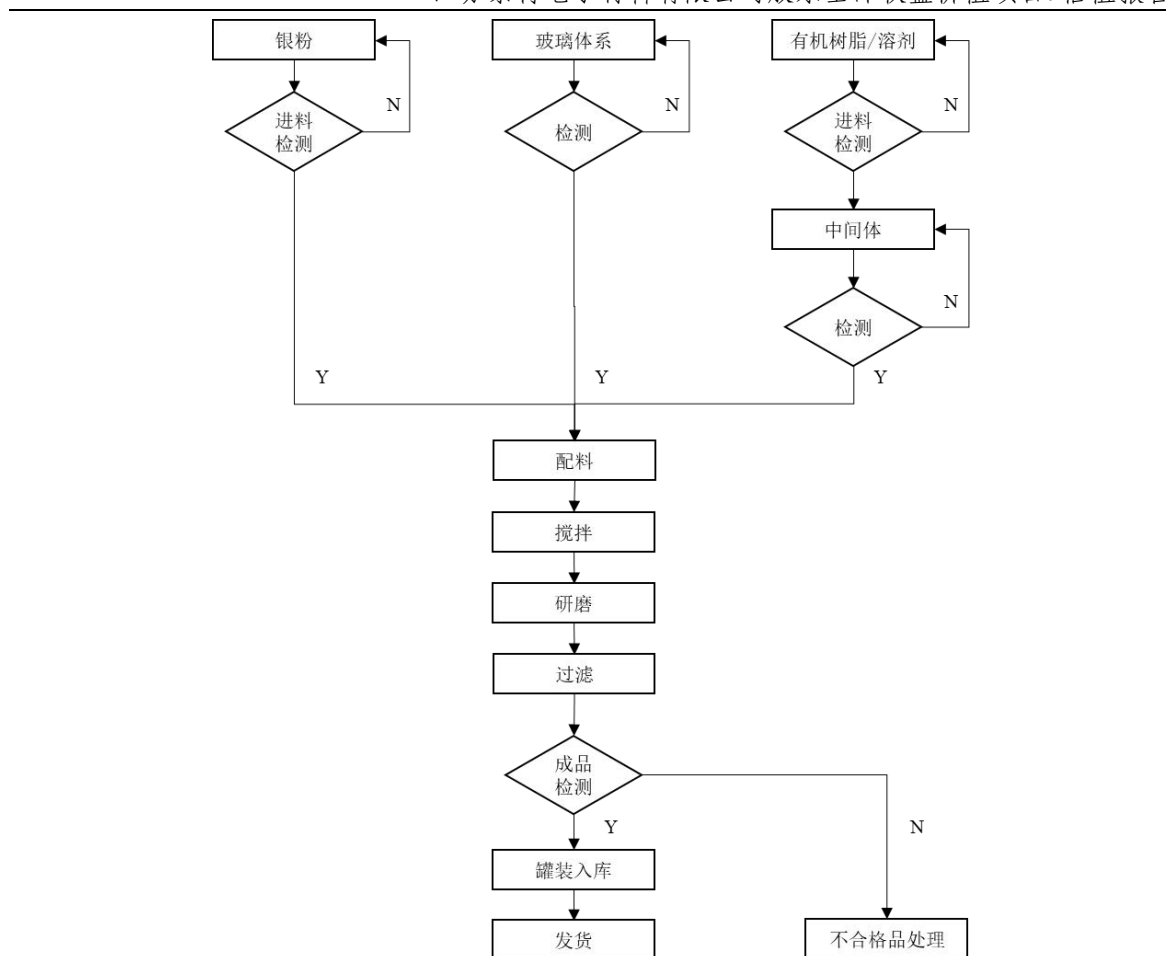 银粉
玻璃体系
有机树脂/溶剂
N
N
N
进料
检测
检测
进料
检测
中间体
N
检测
Y
Y
Y
配料
搅拌
研磨
过滤
成品
检测
Y
N
罐装入库
发货
不合格品处理